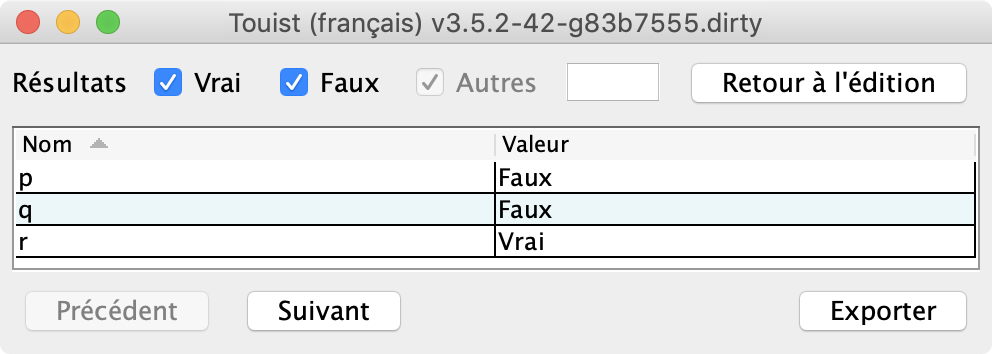 Touist (français) v3.5.2-42-g83b7555.dirty
Résultats Vrai Faux Autres Retour à l'édition
Nom Valeur
p Faux
q Faux
r Vrai
Précédent Suivant Exporter